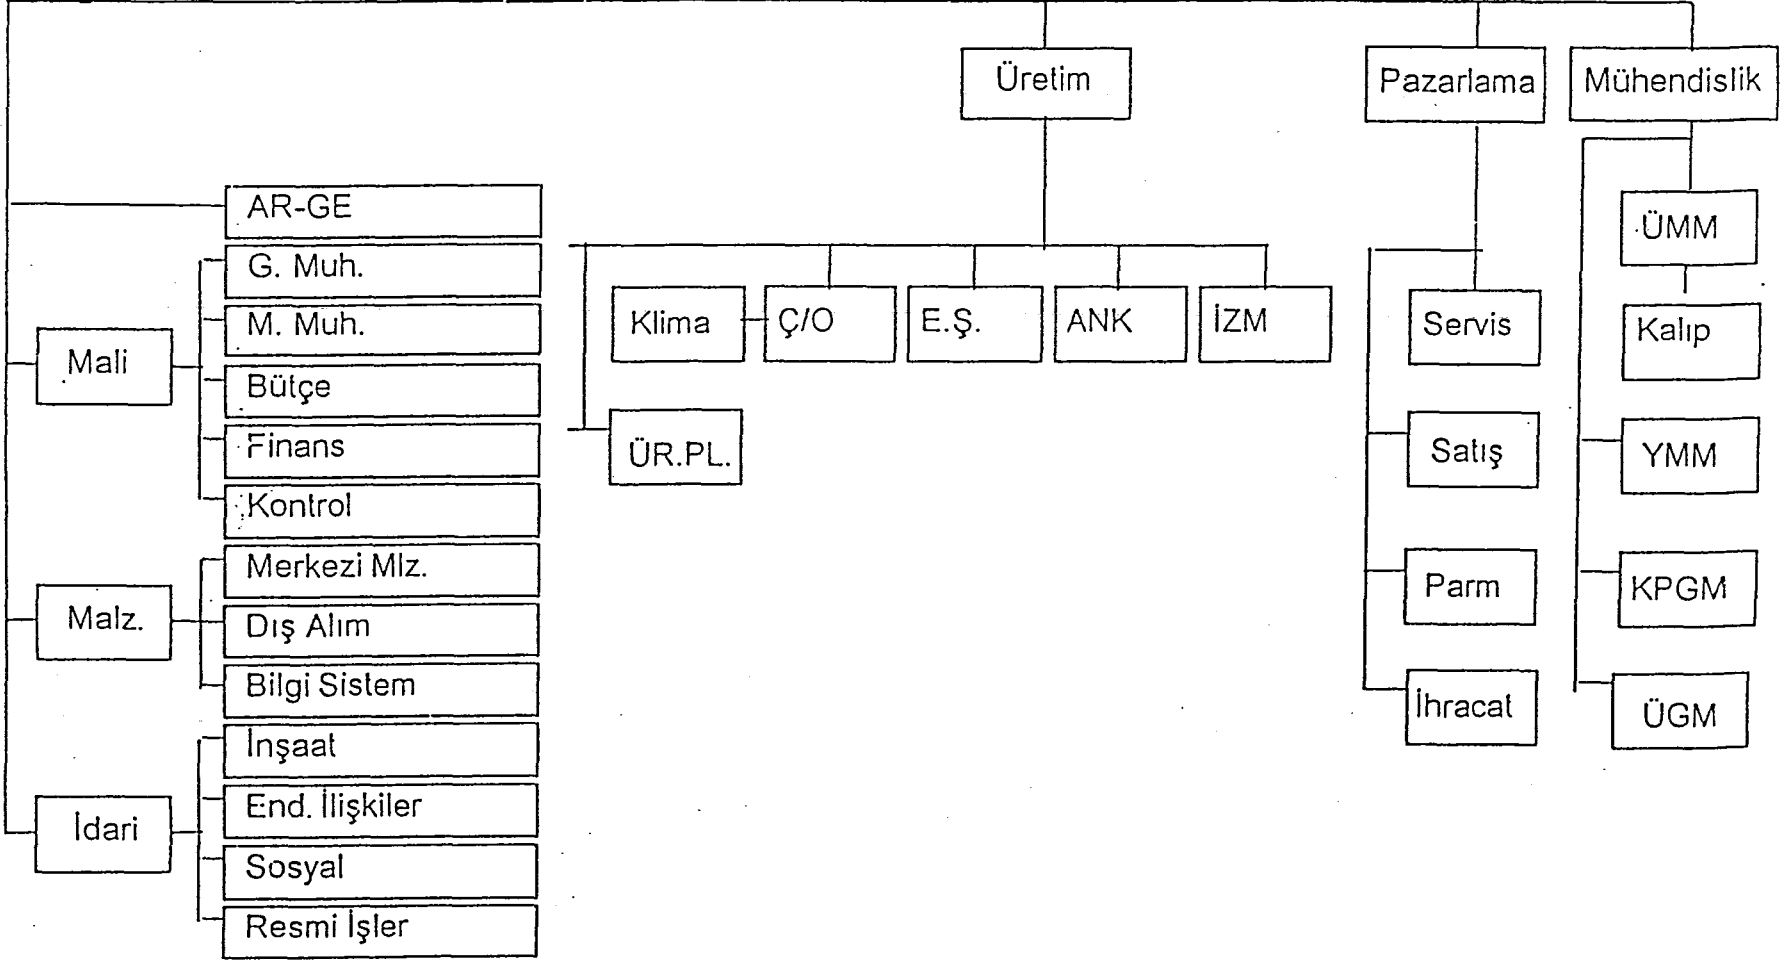 Üretim
Pazarlama
Mühendislik
AR-GE
G. Muh.
M. Muh.
Mali
Bütçe
Finans
Kontrol
Merkezi Mlz.
Malz.
Dış Alım
Bilgi Sistem
İnşaat
End. İlişkiler
İdari
Sosyal
Resmi İşler
Klima
Ç/O
E.Ş.
ANK
İZM
ÜR.PL.
Servis
Satış
Parm
İhracat
ÜMM
Kalıp
YMM
KPGM
ÜGM